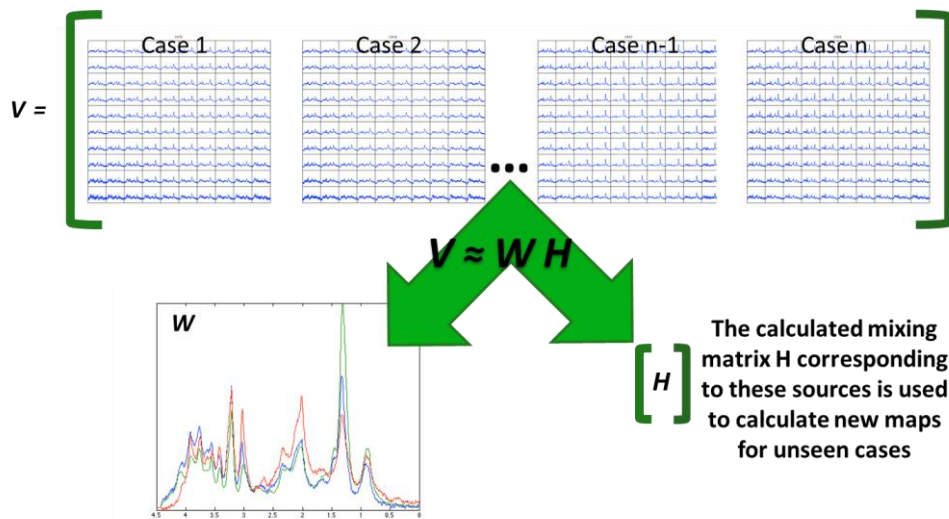 Case 1
Case 2
Case n-1
Case n
V =
...
V ≈ W H
W
H
The calculated mixing
matrix H corresponding
to these sources is used
to calculate new maps
for unseen cases
4.5 4 3.5 3 2.5 2 1.5 1 0.5 0